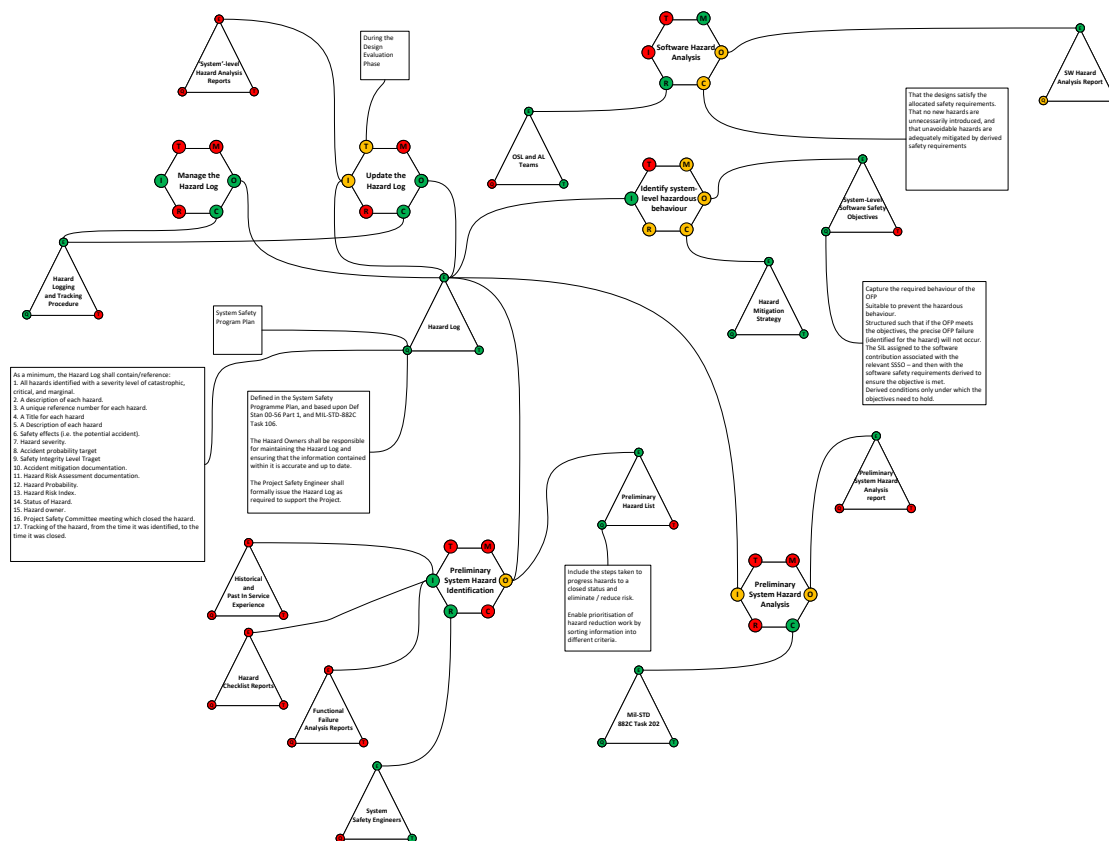 'System'-level
Hazard Analysis
Reports
During the
Design
Evaluation
Phase
T
M
I
O
R
C
Software Hazard
Analysis
SW Hazard
Analysis Report
Q
That the designs satisfy the
allocated safety requirements.
That no new hazards are
unnecessarily introduced, and
that unavoidable hazards are
adequately mitigated by derived
safety requirements
OSL and AL
Teams
T
M
I
O
R
C
Manage the
Hazard Log
T
M
I
O
R
C
Update the
Hazard Log
T
M
I
O
R
C
Identify system-
level hazardous
behaviour
System-Level
Software Safety
Objectives
Hazard
Logging
and Tracking
Procedure
Hazard
Mitigation
Strategy
System Safety
Program Plan
Hazard Log
Capture the required behaviour of the
OFP
Suitable to prevent the hazardous
behaviour.
Structured such that if the OFP meets
the objectives, the precise OFP failure
(identified for the hazard) will not occur.
The SIL assigned to the software
contribution associated with the
relevant SSSO – and then with the
software safety requirements derived to
ensure the objective is met.
Derived conditions only under which the
objectives need to hold.
As a minimum, the Hazard Log shall contain/reference:
1. All hazards identified with a severity level of catastrophic,
critical, and marginal.
2. A description of each hazard.
3. A unique reference number for each hazard.
4. A Title for each hazard
5. A Description of each hazard
6. Safety effects (i.e. the potential accident).
7. Hazard severity.
8. Accident probability target
9. Safety Integrity Level Traget
10. Accident mitigation documentation.
11. Hazard Risk Assessment documentation.
12. Hazard Probability.
13. Hazard Risk Index.
14. Status of Hazard.
15. Hazard owner.
16. Project Safety Committee meeting which closed the hazard.
17. Tracking of the hazard, from the time it was identified, to the
time it was closed.
Defined in the System Safety
Programme Plan, and based upon Def
Stan 00-56 Part 1, and MIL-STD-882C
Task 106.
The Hazard Owners shall be responsible
for maintaining the Hazard Log and
ensuring that the information contained
within it is accurate and up to date.
The Project Safety Engineer shall
formally issue the Hazard Log as
required to support the Project.
Preliminary
Hazard List
Preliminary
System Hazard
Analysis
report
Historical
and
Past In Service
Experience
T
M
I
O
R
C
Preliminary
System Hazard
Identification
Include the steps taken to
progress hazards to a
closed status and
eliminate / reduce risk.
Enable prioritisation of
hazard reduction work by
sorting information into
different criteria.
T
M
I
O
R
C
Preliminary
System Hazard
Analysis
Hazard
Checklist Reports
Functional
Failure
Analysis Reports
Mil-STD
882C Task 202
System
Safety Engineers